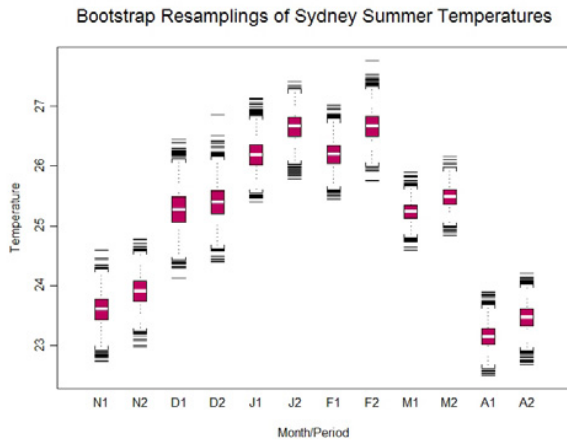 Bootstrap Resamplings of Sydney Summer Temperatures
Temperature
27
26
25
24
23
N1 N2 D1 D2 J1 J2 F1 F2 M1 M2 A1 A2
Month/Period